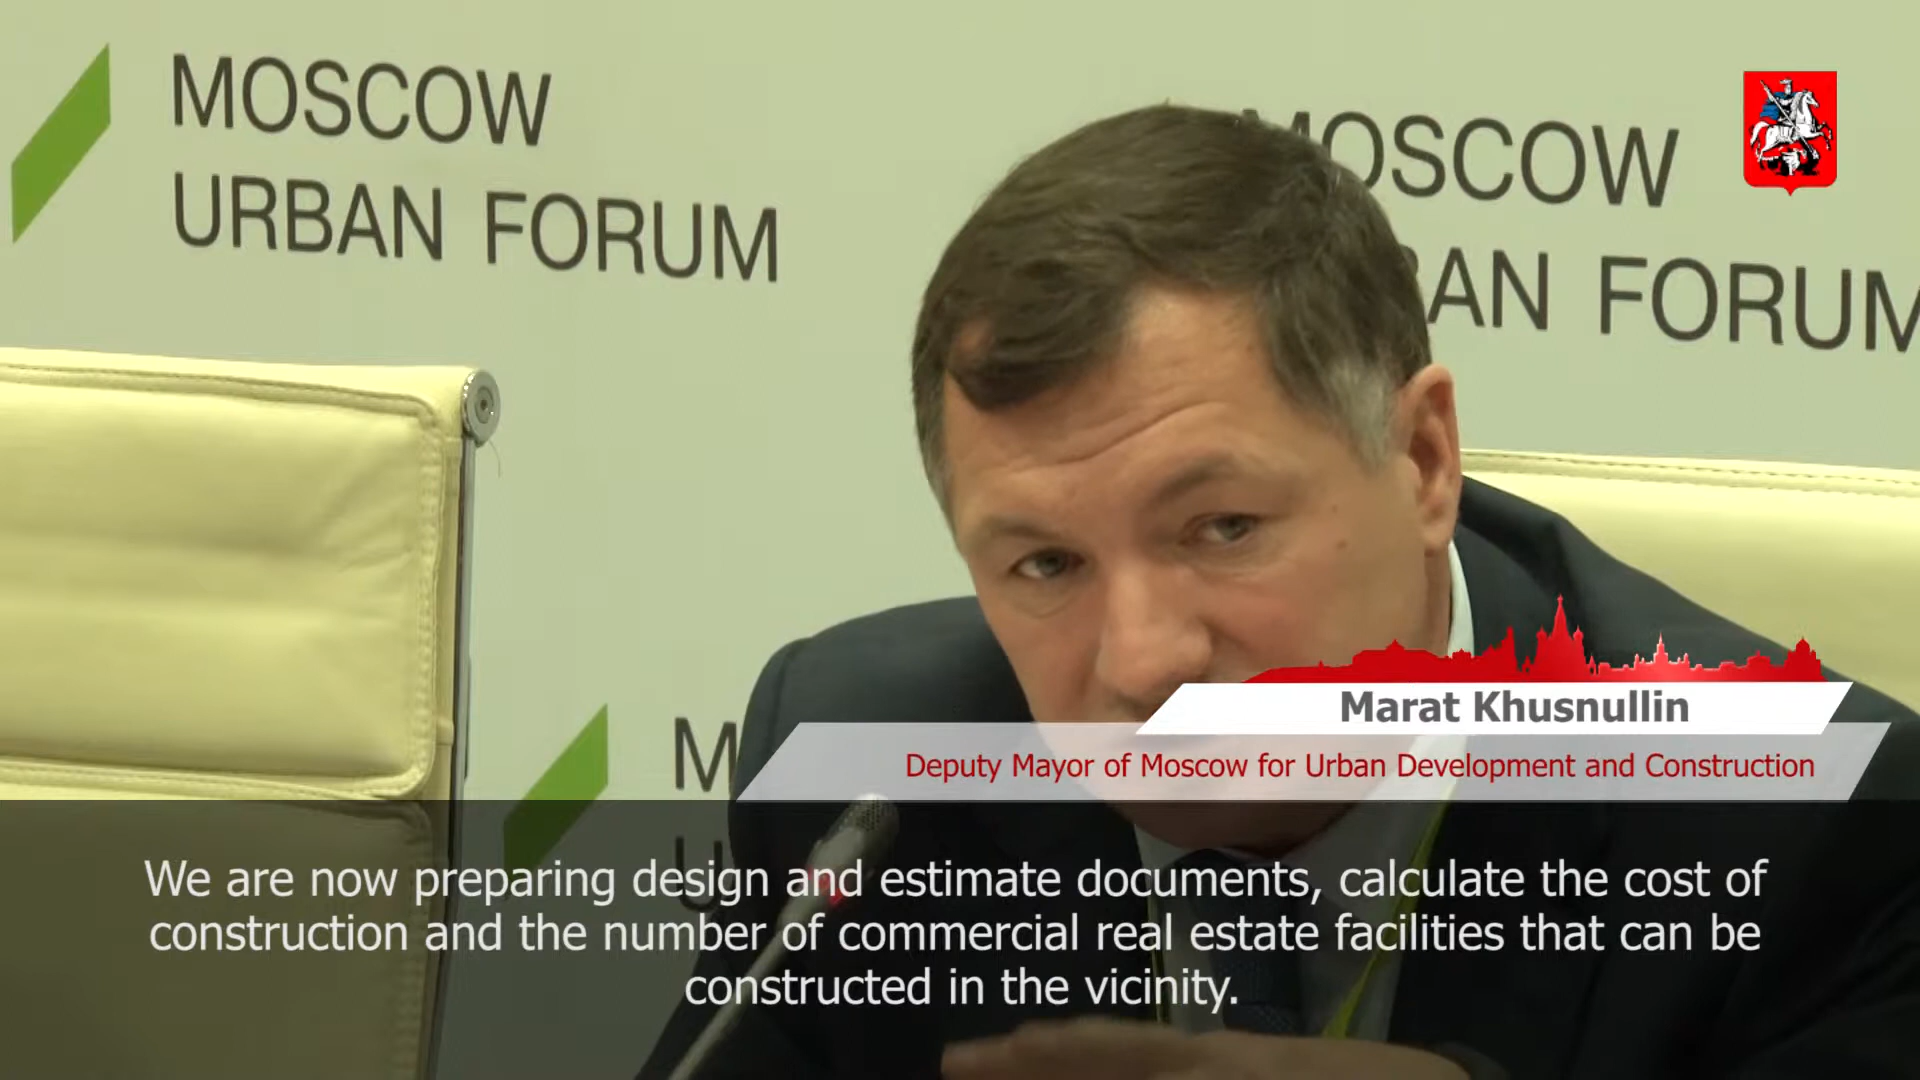 MOSCOW
URBAN FORUM
MOSCOW
AN FORUM
M
U
Marat Khusnullin
Deputy Mayor of Moscow for Urban Development and Construction
We are now preparing design and estimate documents, calculate the cost of
construction and the number of commercial real estate facilities that can be
constructed in the vicinity.